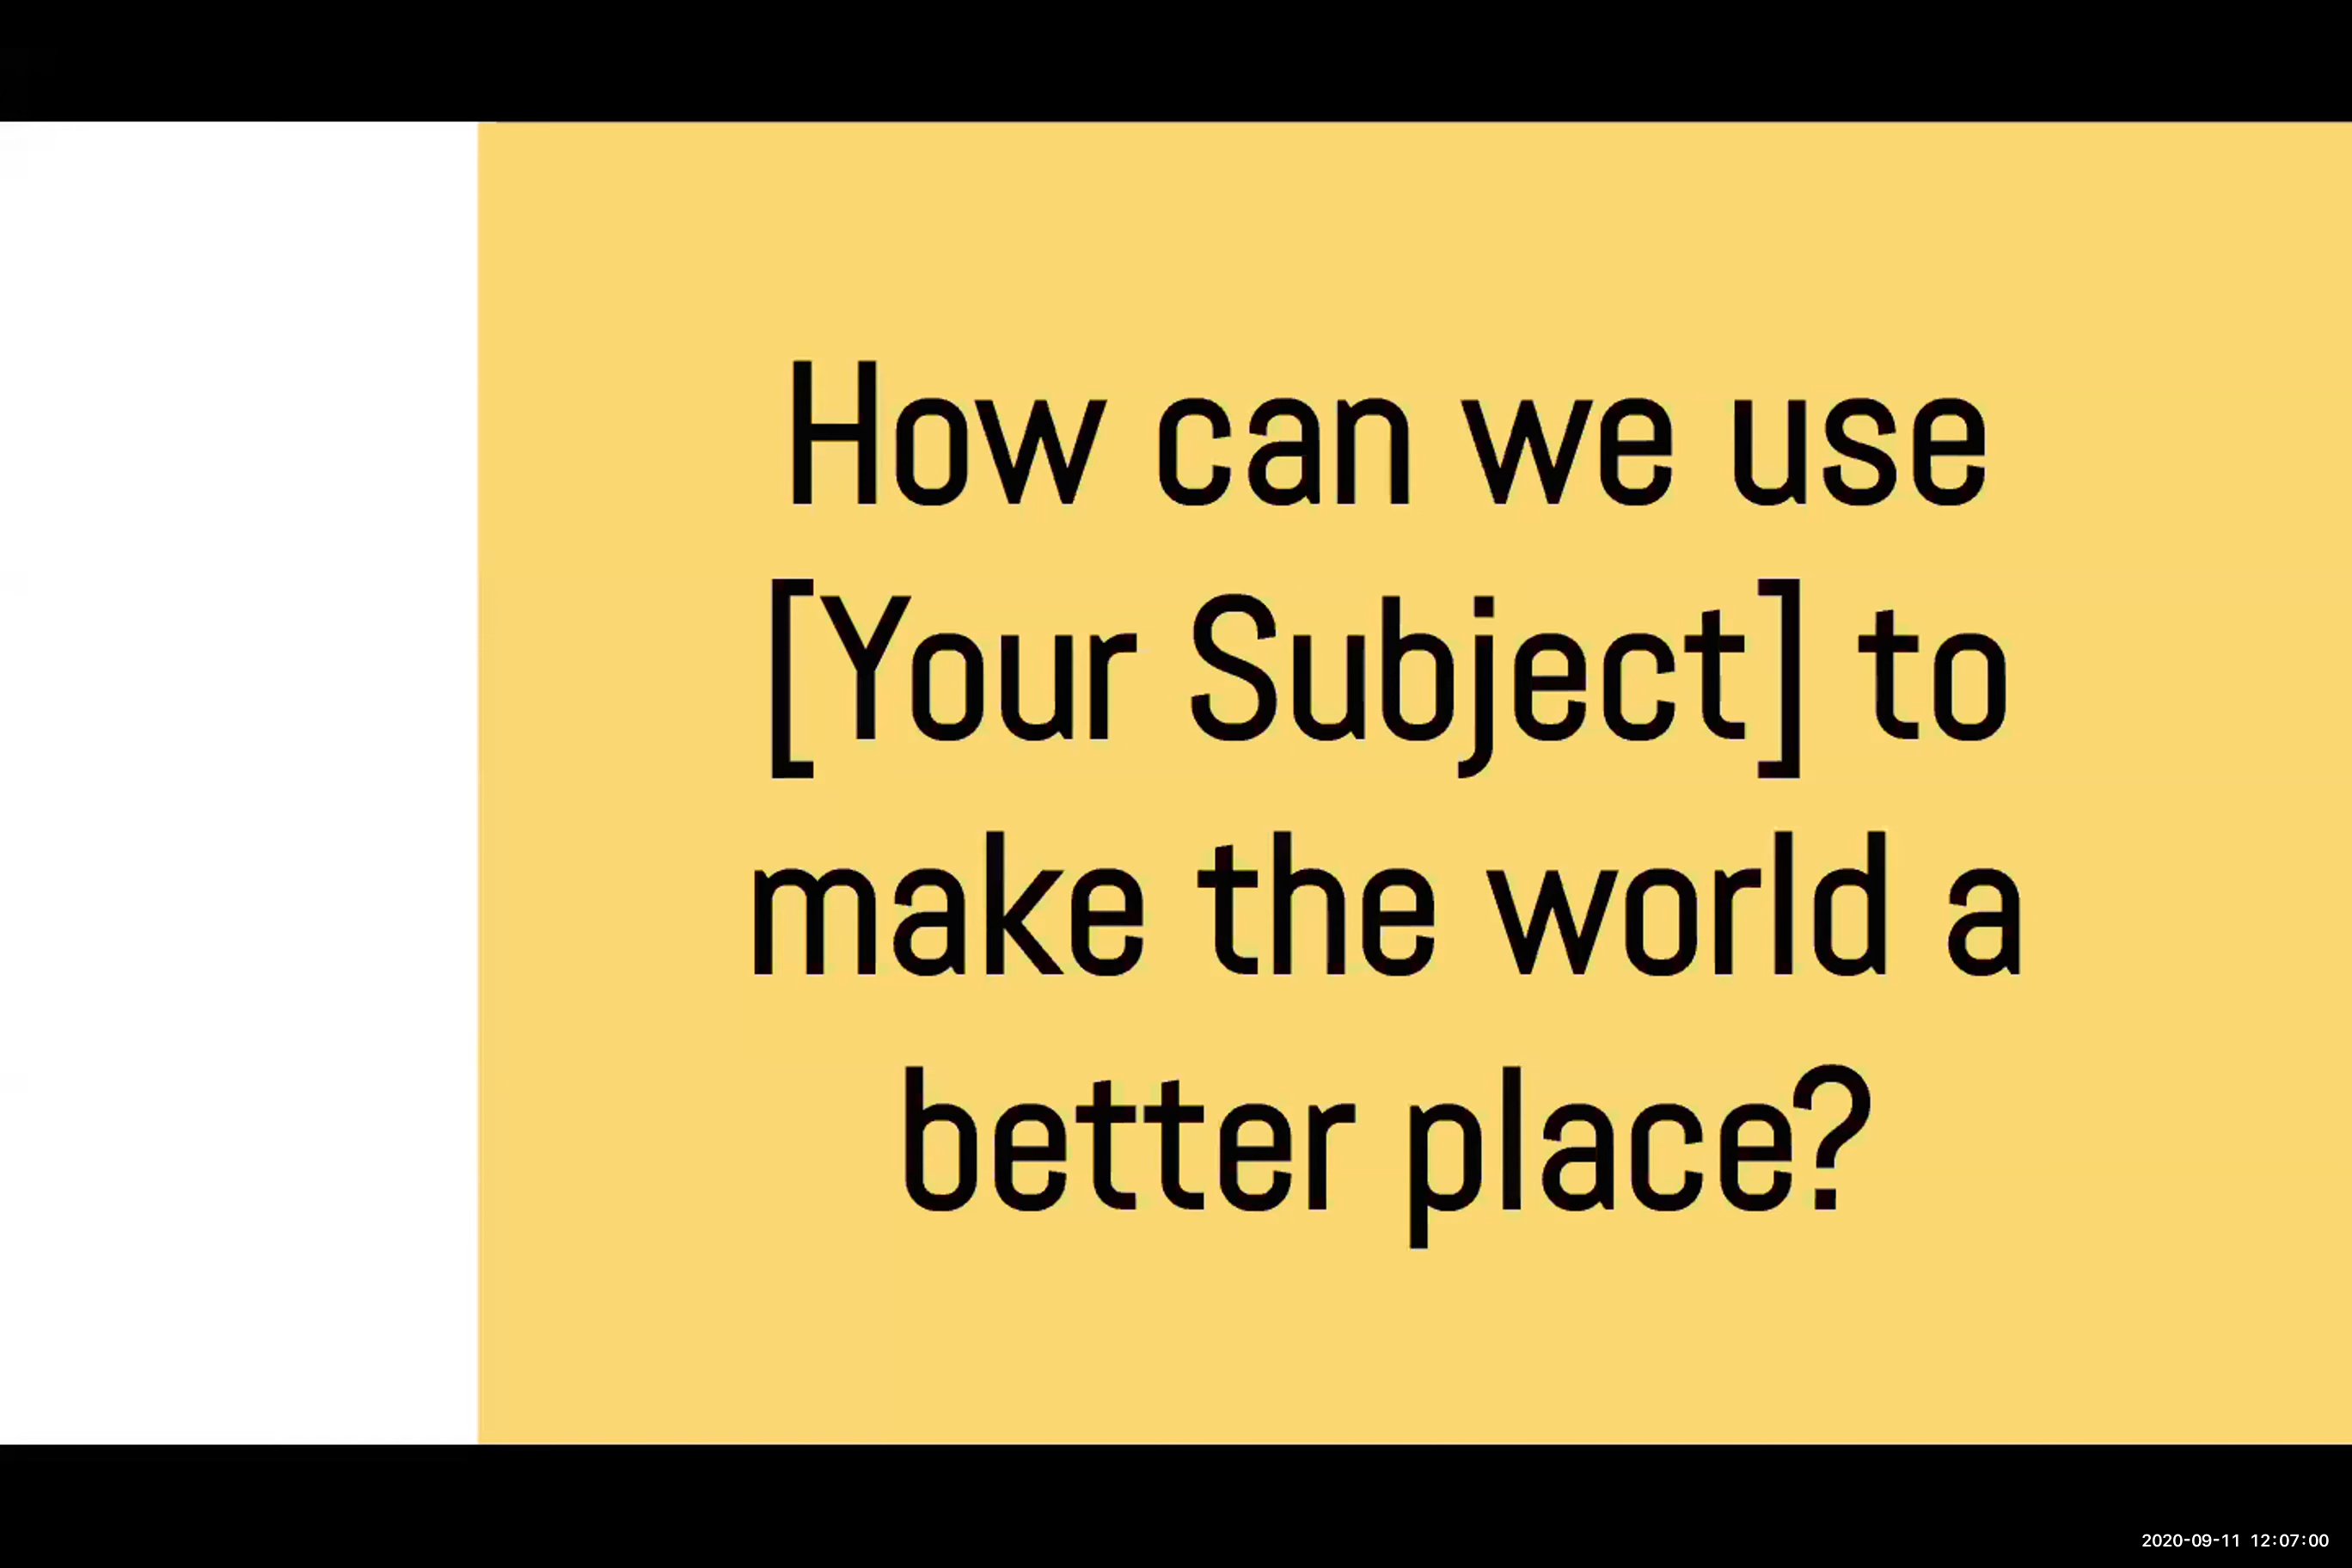 How can we use
[Your Subject] to
make the world a
better place?
2020-09-11 12:07:00